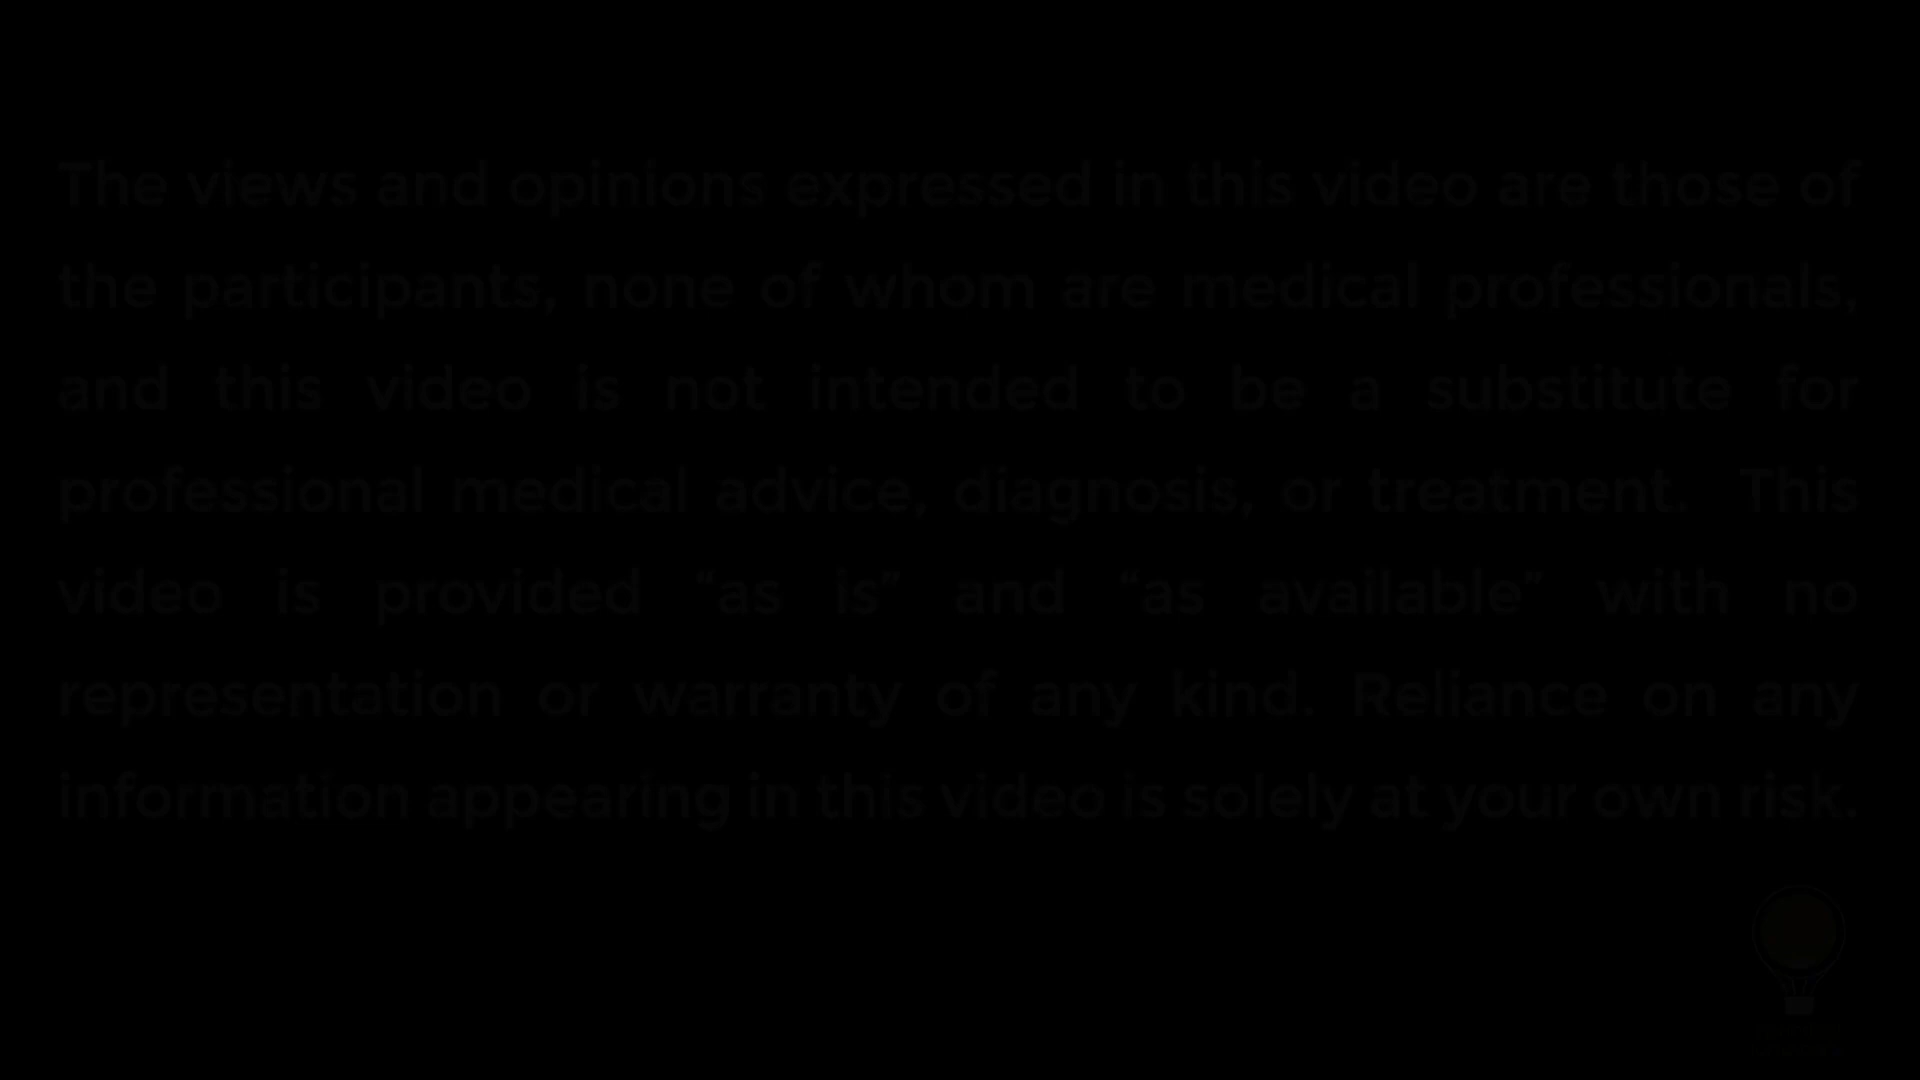 The views and opinions expressed in this video are those of
the participants, none of whom are medical professionals,
and this video is not intended to be a substitute for
professional medical advice, diagnosis, or treatment. This
video is provided “as is” and “as available” with no
representation or warranty of any kind. Reliance on any
information appearing in this video is solely at your own risk.